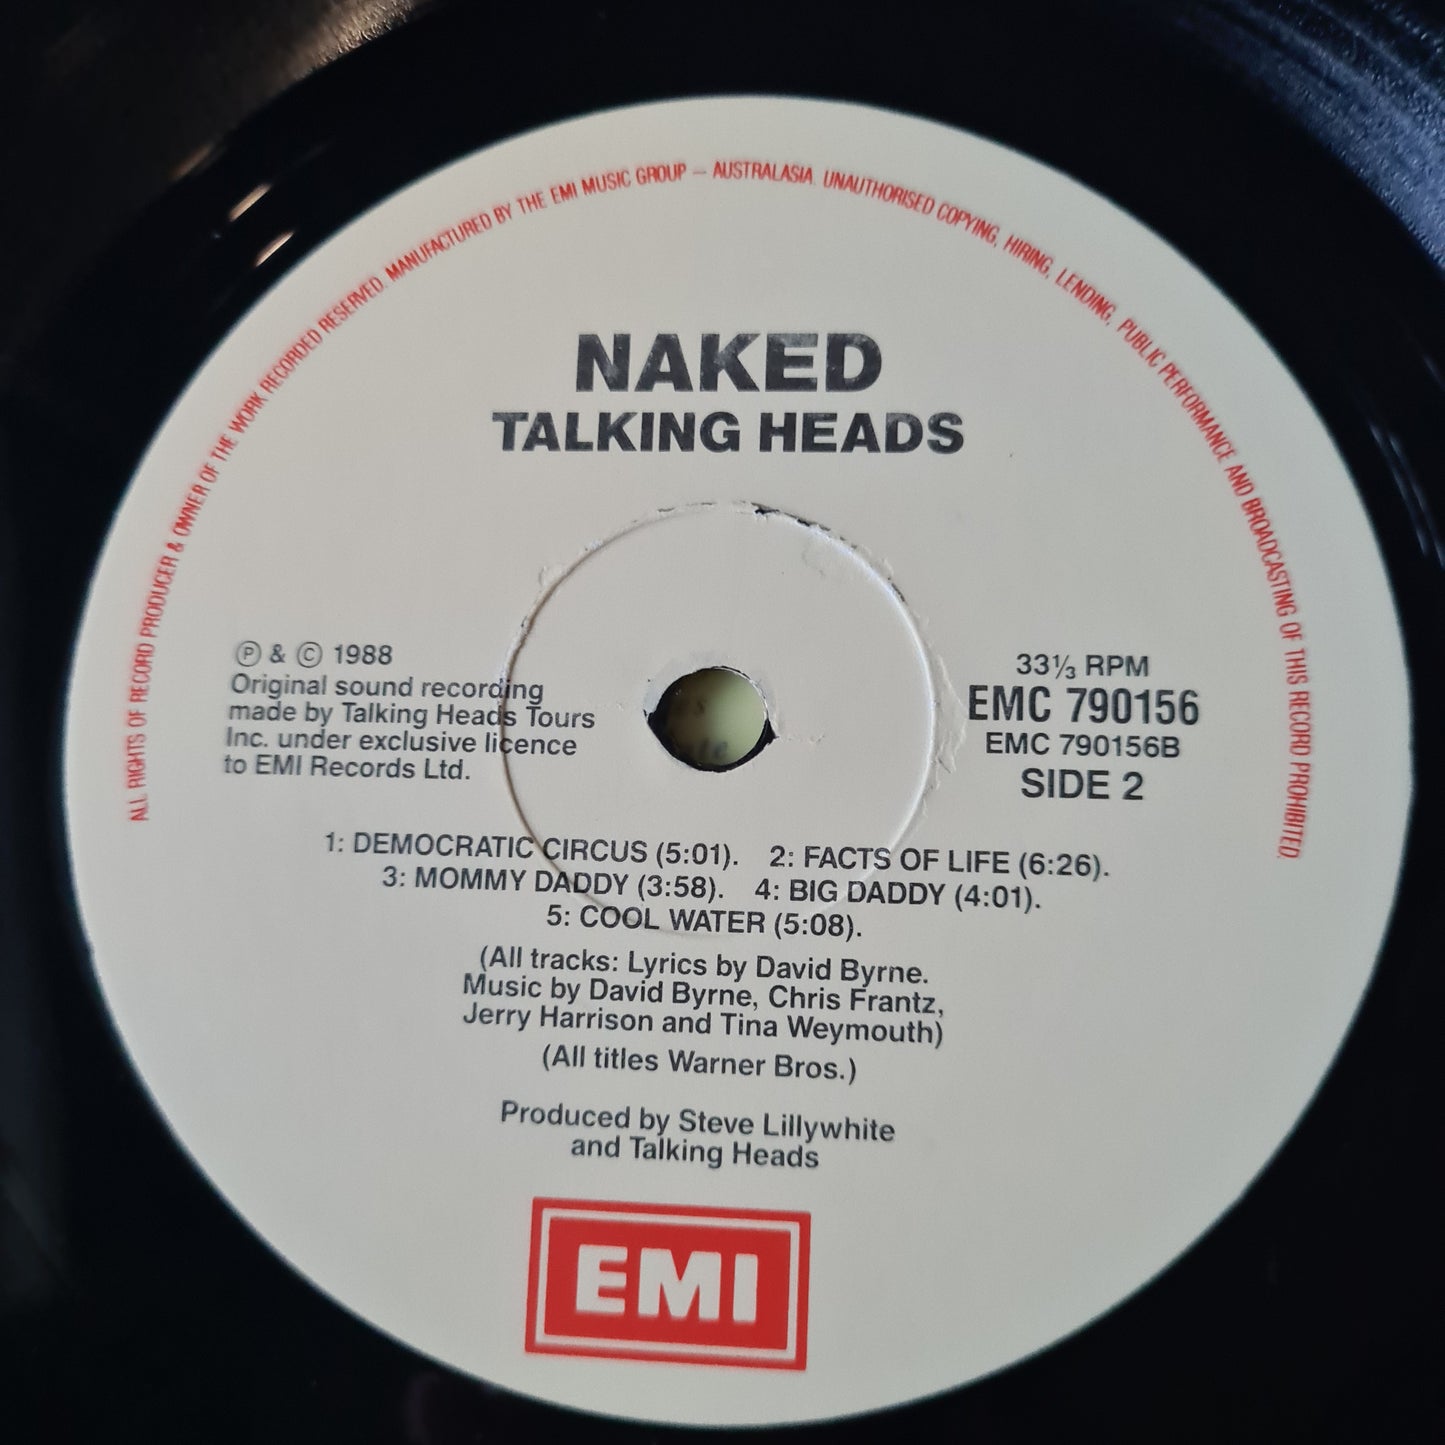 ALL RIGHTS OF RECORD PRODUCER & OWNER OF THE WORK RECORDED RESERVED. MANUFACTURED BY THE EMI MUSIC GROUP — AUSTRALASIA. UNAUTHORISED COPYING, HIRING, LENDING, PUBLIC PERFORMANCE AND BROADCASTING OF THIS RECORD PROHIBITED.
NAKED
TALKING HEADS
Ⓟ & © 1988
Original sound recording
made by Talking Heads Tours
Inc. under exclusive licence
to EMI Records Ltd.
33⅓ RPM
EMC 790156
EMC 790156B
SIDE 2
1: DEMOCRATIC CIRCUS (5:01). 2: FACTS OF LIFE (6:26).
3: MOMMY DADDY (3:58). 4: BIG DADDY (4:01).
5: COOL WATER (5:08).
(All tracks: Lyrics by David Byrne.
Music by David Byrne, Chris Frantz,
Jerry Harrison and Tina Weymouth)
(All titles Warner Bros.)
Produced by Steve Lillywhite
and Talking Heads
EMI